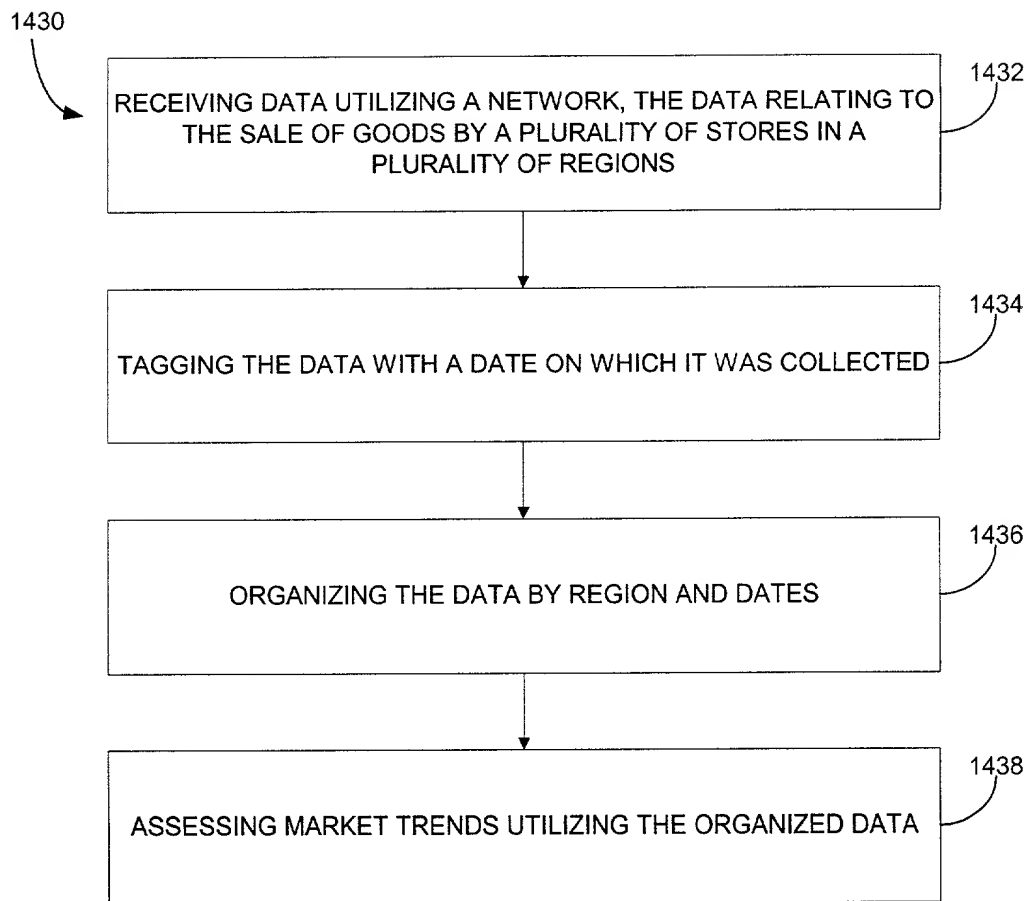 1430
1432
RECEIVING DATA UTILIZING A NETWORK, THE DATA RELATING TO
THE SALE OF GOODS BY A PLURALITY OF STORES IN A
PLURALITY OF REGIONS
1434
TAGGING THE DATA WITH A DATE ON WHICH IT WAS COLLECTED
1436
ORGANIZING THE DATA BY REGION AND DATES
1438
ASSESSING MARKET TRENDS UTILIZING THE ORGANIZED DATA